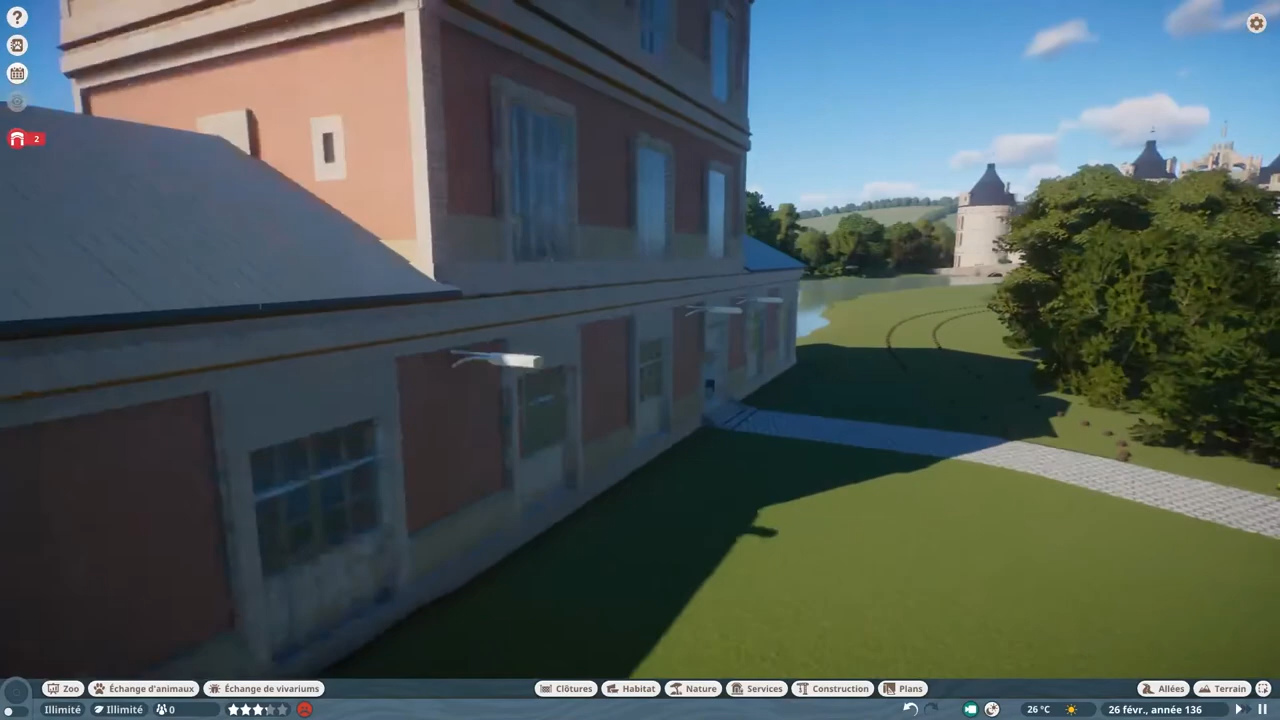 ?
2
Zoo
Échange d'animaux
Échange de vivariums
Clôtures
Habitat
Nature
Services
Construction
Plans
Allées
Terrain
Illimité
Illimité
0
26 °C
26 févr., année 136